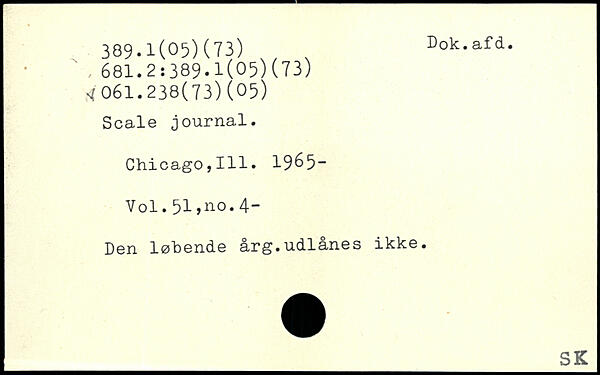 389.1(05)(73)
Dok.afd.
681.2:389.1(05)(73)
061.238(73)(05)
Scale journal.
Chicago,Ill. 1965-
Vol.51,no.4-
Den løbende årg.udlånes ikke.
SK